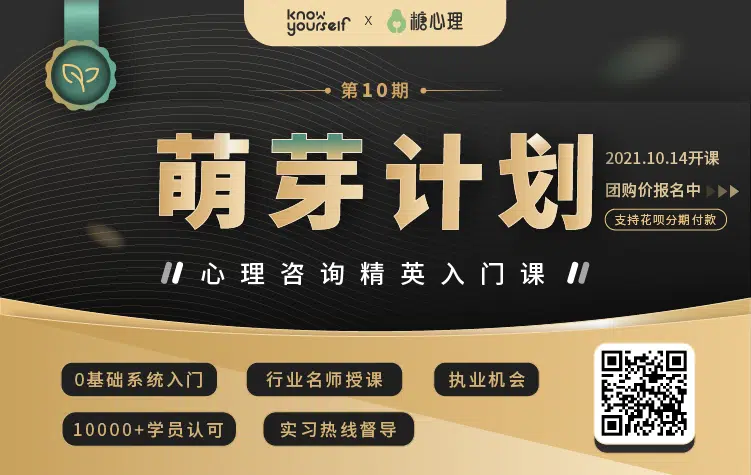 know yourself x 糖心理
第10期
萌芽计划
2021.10.14开课
团购价报名中
支持花呗分期付款
心理咨询精英入门课
0基础系统入门
行业名师授课
执业机会
10000+学员认可
实习热线督导